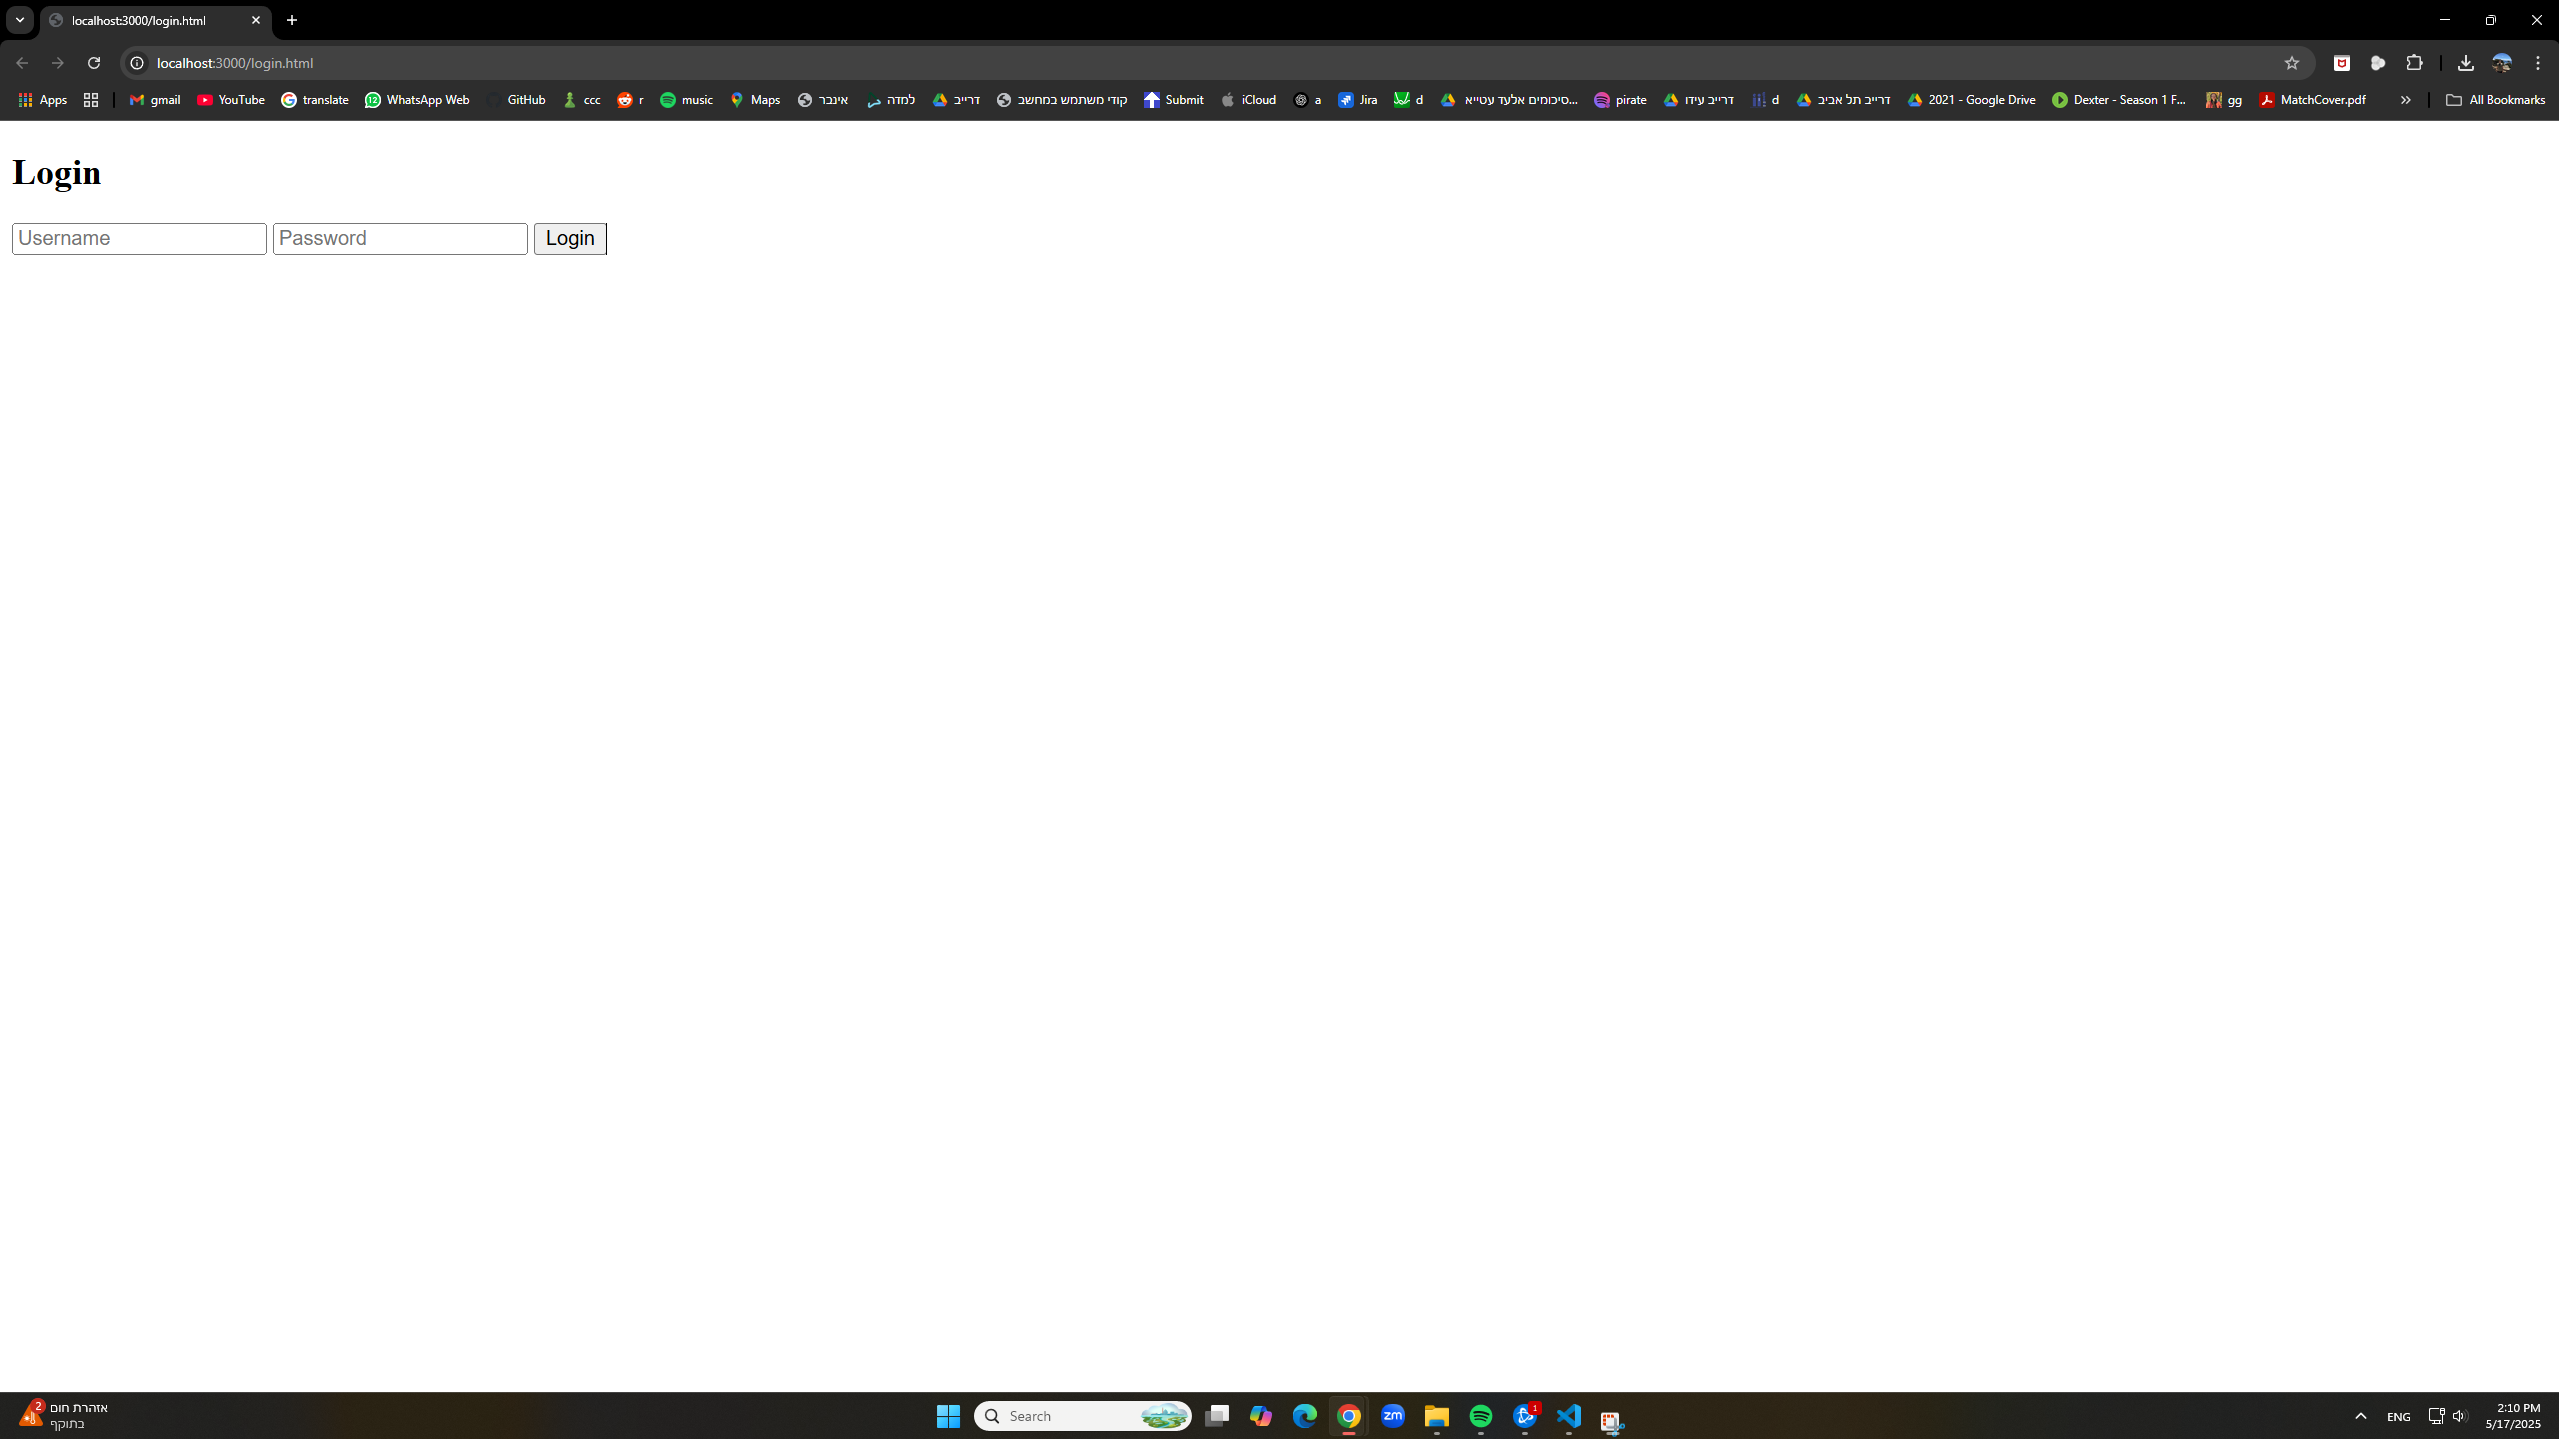 localhost:3000/login.html
localhost:3000/login.html
Apps gmail YouTube translate 12 WhatsApp Web GitHub ccc r music Maps אינבר למדה דרייב קודי משתמש במחשב Submit iCloud a Jira d סיכומים אלעד עטייא... pirate דרייב עידו d דרייב תל אביב 2021 - Google Drive Dexter - Season 1 F... gg MatchCover.pdf » All Bookmarks
Login
Username Password Login
2 אזהרת חום
בתוקף
Search zm 1 ENG
2:10 PM
5/17/2025